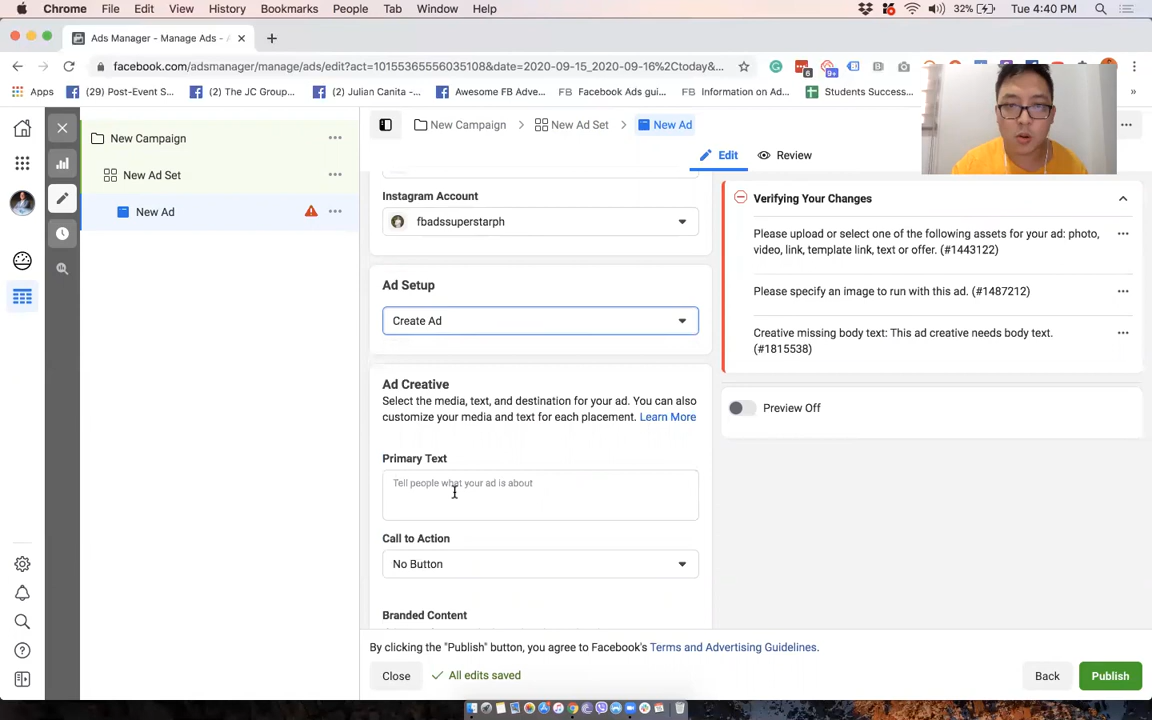 Chrome File Edit View History Bookmarks People Tab Window Help
32% Tue 4:40 PM
Ads Manager - Manage Ads - A
facebook.com/adsmanager/manage/ads/edit?act=10155365556035108&date=2020-09-15_2020-09-16%2Ctoday&...
6
9+
Apps (29) Post-Event S... (2) The JC Group... (2) Julian Canita -... Awesome FB Adve... FB Facebook Ads gui... FB Information on Ad... Students Success... »
New Campaign
New Ad Set
New Ad
New Campaign > New Ad Set > New Ad
Edit Review
Instagram Account
fbadssuperstarph
Ad Setup
Create Ad
Ad Creative
Select the media, text, and destination for your ad. You can also
customize your media and text for each placement. Learn More
Primary Text
Tell people what your ad is about
Call to Action
No Button
Branded Content
Verifying Your Changes
Please upload or select one of the following assets for your ad: photo,
video, link, template link, text or offer. (#1443122)
Please specify an image to run with this ad. (#1487212)
Creative missing body text: This ad creative needs body text.
(#1815538)
Preview Off
By clicking the "Publish" button, you agree to Facebook's Terms and Advertising Guidelines.
Close All edits saved Back Publish